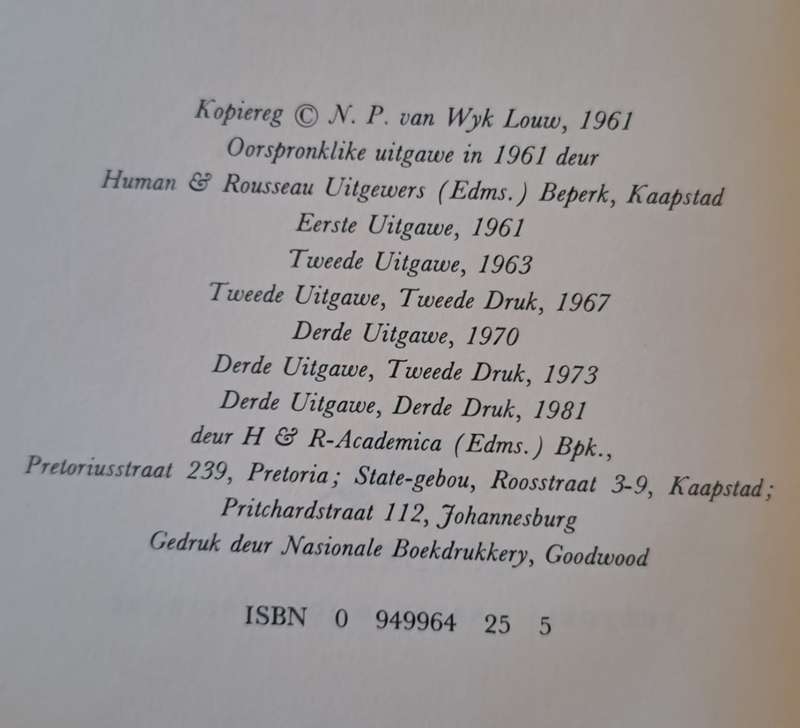 Kopiereg © N. P. van Wyk Louw, 1961
Oorspronklike uitgawe in 1961 deur
Human & Rousseau Uitgewers (Edms.) Beperk, Kaapstad
Eerste Uitgawe, 1961
Tweede Uitgawe, 1963
Tweede Uitgawe, Tweede Druk, 1967
Derde Uitgawe, 1970
Derde Uitgawe, Tweede Druk, 1973
Derde Uitgawe, Derde Druk, 1981
deur H & R-Academica (Edms.) Bpk.,
Pretoriusstraat 239, Pretoria; State-gebou, Roosstraat 3-9, Kaapstad;
Pritchardstraat 112, Johannesburg
Gedruk deur Nasionale Boekdrukkery, Goodwood
ISBN 0 949964 25 5